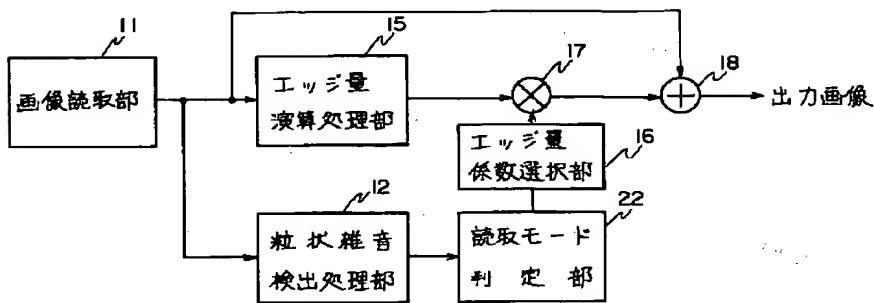 11
画像読取部
15
エッジ量
演算処理部
17
18
出力画像
エッジ量
係数選択部
16
12
粒状雑音
検出処理部
22
読取モード
判定部